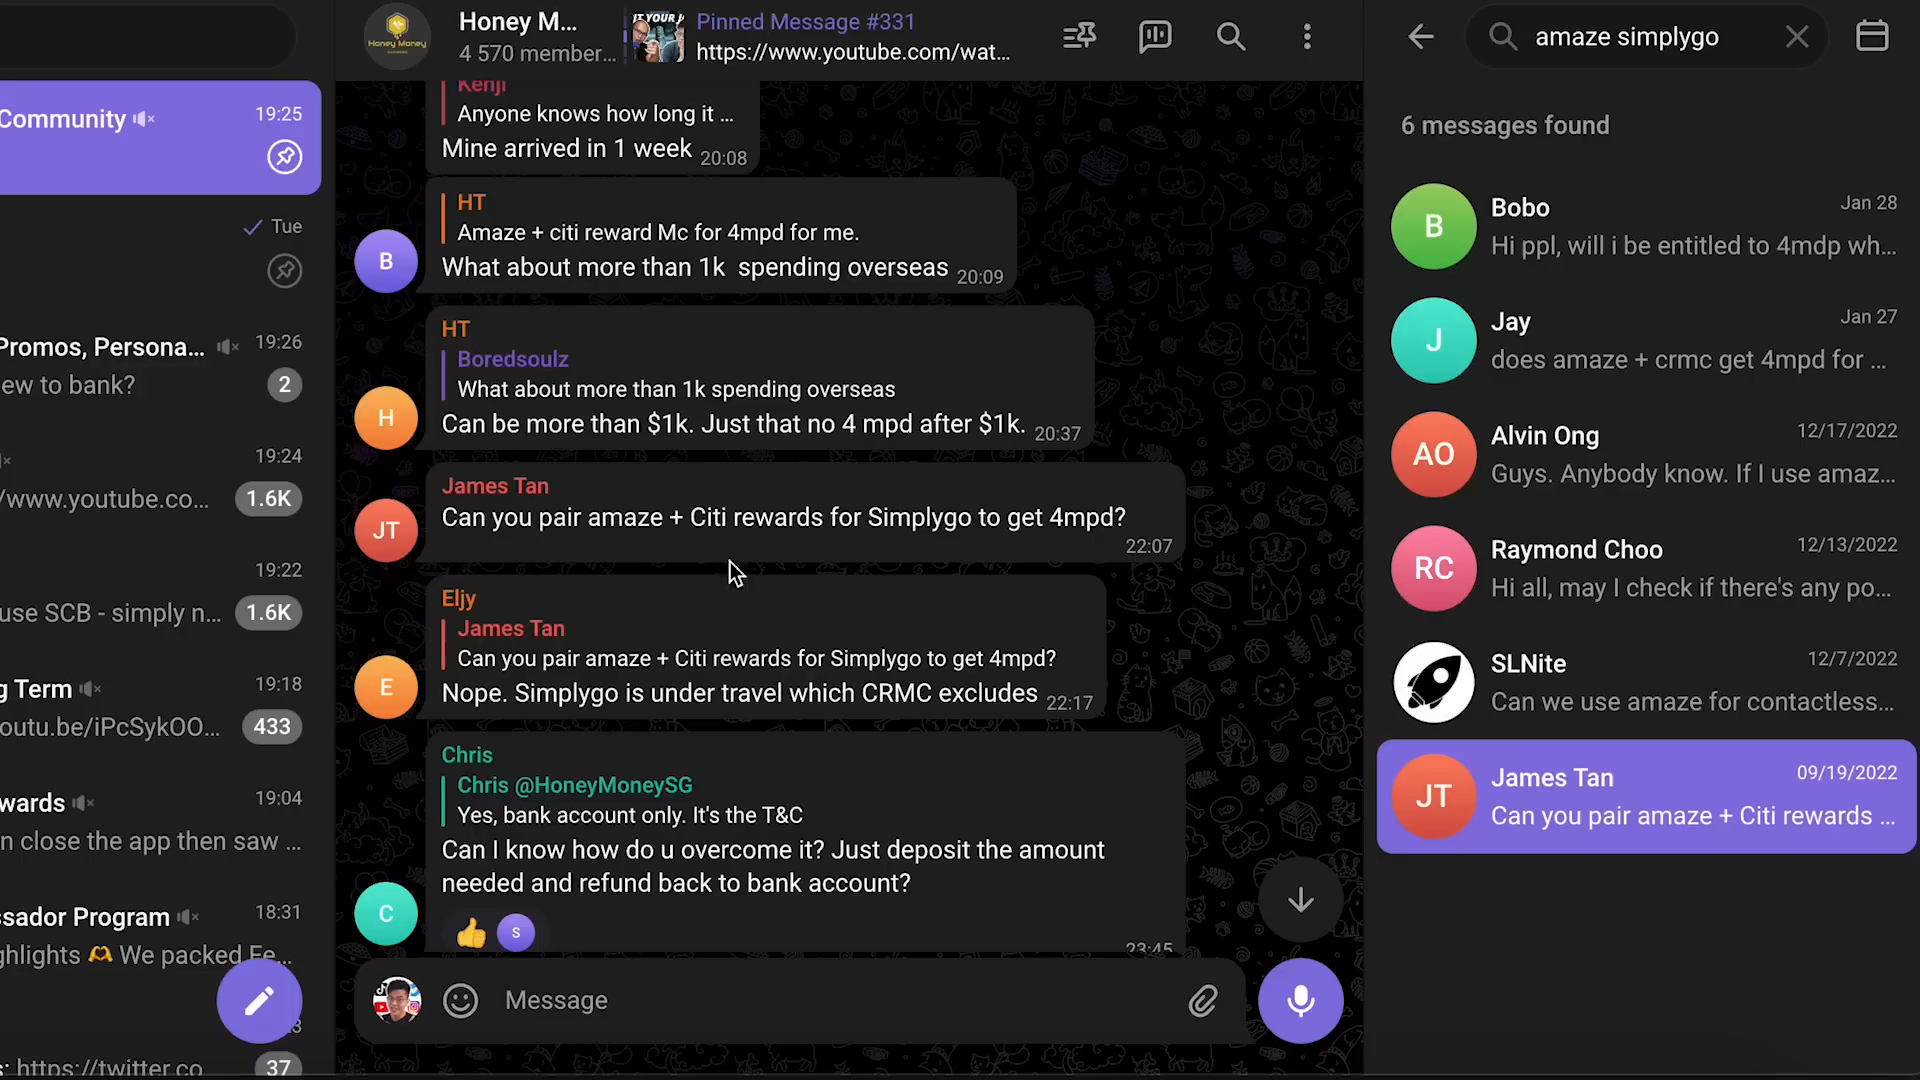 Community
19:25
Tue
Promos, Persona...
19:26
ew to bank?
2
19:24
/www.youtube.co...
1.6K
19:22
use SCB - simply n...
1.6K
g Term
19:18
outu.be/iPcSykOO...
433
wards
19:04
n close the app then saw ...
ssador Program
18:31
ghlights 🫶 We packed Fe...
: https://twitter.co
37
Honey M...
4 570 member...
Pinned Message #331
https://www.youtube.com/wat...
Kenji
Anyone knows how long it ...
Mine arrived in 1 week 20:08
HT
Amaze + citi reward Mc for 4mpd for me.
What about more than 1k spending overseas 20:09
B
HT
Boredsoulz
What about more than 1k spending overseas
Can be more than $1k. Just that no 4 mpd after $1k. 20:37
H
James Tan
Can you pair amaze + Citi rewards for Simplygo to get 4mpd?
22:07
JT
Eljy
James Tan
Can you pair amaze + Citi rewards for Simplygo to get 4mpd?
Nope. Simplygo is under travel which CRMC excludes 22:17
E
Chris
Chris @HoneyMoneySG
Yes, bank account only. It's the T&C
Can I know how do u overcome it? Just deposit the amount
needed and refund back to bank account?
C
👍 S
23:45
Message
amaze simplygo
6 messages found
B
Bobo
Jan 28
Hi ppl, will i be entitled to 4mdp wh...
J
Jay
Jan 27
does amaze + crmc get 4mpd for ...
AO
Alvin Ong
12/17/2022
Guys. Anybody know. If I use amaz...
RC
Raymond Choo
12/13/2022
Hi all, may I check if there's any po...
SLNite
12/7/2022
Can we use amaze for contactless...
JT
James Tan
09/19/2022
Can you pair amaze + Citi rewards ...